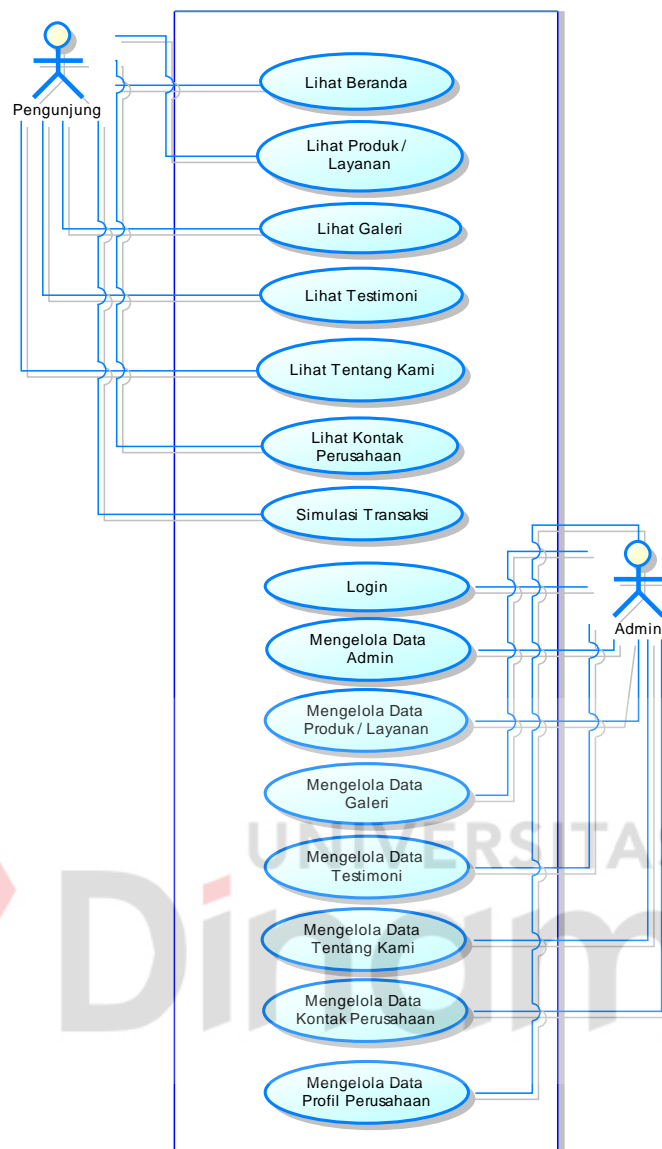 Pengunjung
Lihat Beranda
Lihat Produk /
Layanan
Lihat Galeri
Lihat Testimoni
Lihat Tentang Kami
Lihat Kontak
Perusahaan
Simulasi Transaksi
Login
Admin
Mengelola Data
Admin
Mengelola Data
Produk / Layanan
Mengelola Data
Galeri
UNIVERSITAS
Mengelola Data
Testimoni
Dinam
Mengelola Data
Tentang Kami
Mengelola Data
Kontak Perusahaan
Mengelola Data
Profil Perusahaan